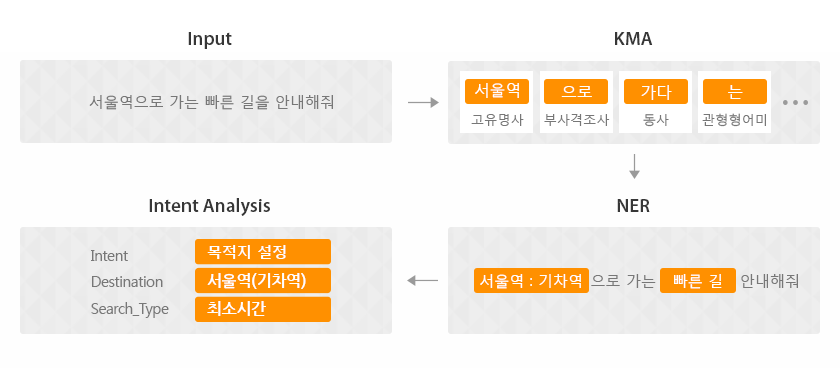 Input
서울역으로 가는 빠른 길을 안내해줘
KMA
서울역 으로 가다 는 •••
고유명사 부사격조사 동사 관형형어미
NER
서울역 : 기차역 으로 가는 빠른 길 안내해줘
Intent Analysis
Intent 목적지 설정
Destination 서울역(기차역)
Search_Type 최소시간